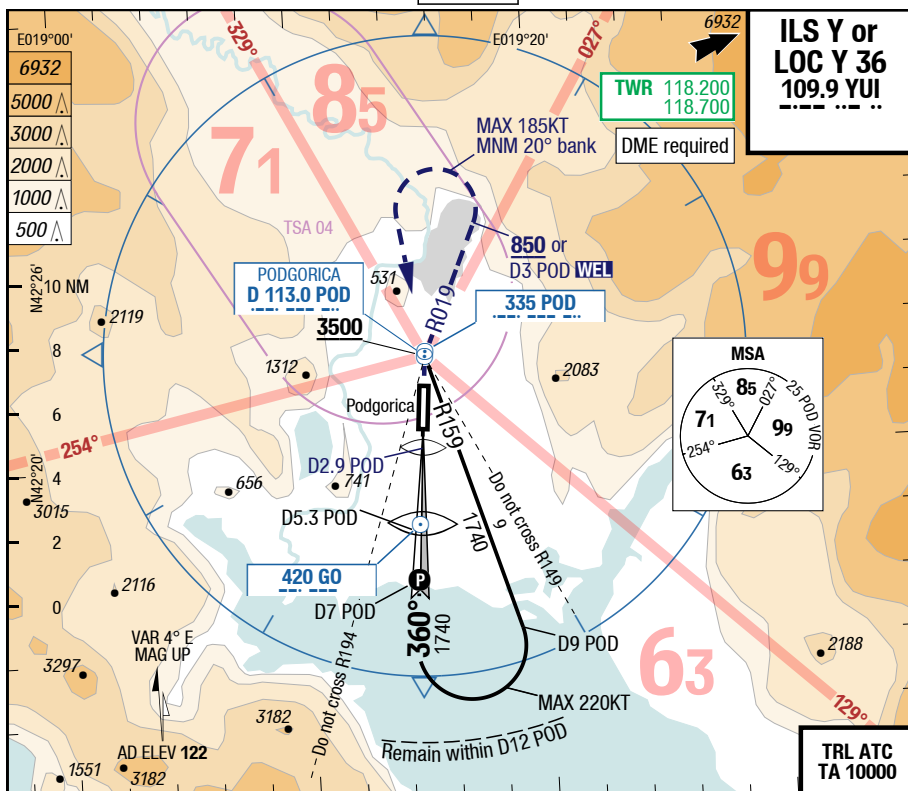 E019°00'
E019°20'
329°
027°
6932
ILS Y or
LOC Y 36
109.9 YUI
6932
5000
3000
2000
1000
500
TWR 118.200
118.700
DME required
85
71
99
63
MAX 185KT
MNM 20° bank
TSA 04
850 or
D3 POD WEL
N42°26'
10 NM
8
6
4
2
0
N42°20'
PODGORICA
D 113.0 POD
335 POD
3500
R019
531
2119
1312
2083
Podgorica
R159
254°
D2.9 POD
656
741
3015
D5.3 POD
Do not cross R149
9
1740
420 GO
P
2116
D7 POD
360°
1740
D9 POD
VAR 4° E
MAG UP
Do not cross R194
3297
MAX 220KT
2188
129°
3182
Remain within D12 POD
AD ELEV 122
3182
1551
MSA
329°
85
027°
25 POD VOR
71
99
254°
129°
63
TRL ATC
TA 10000